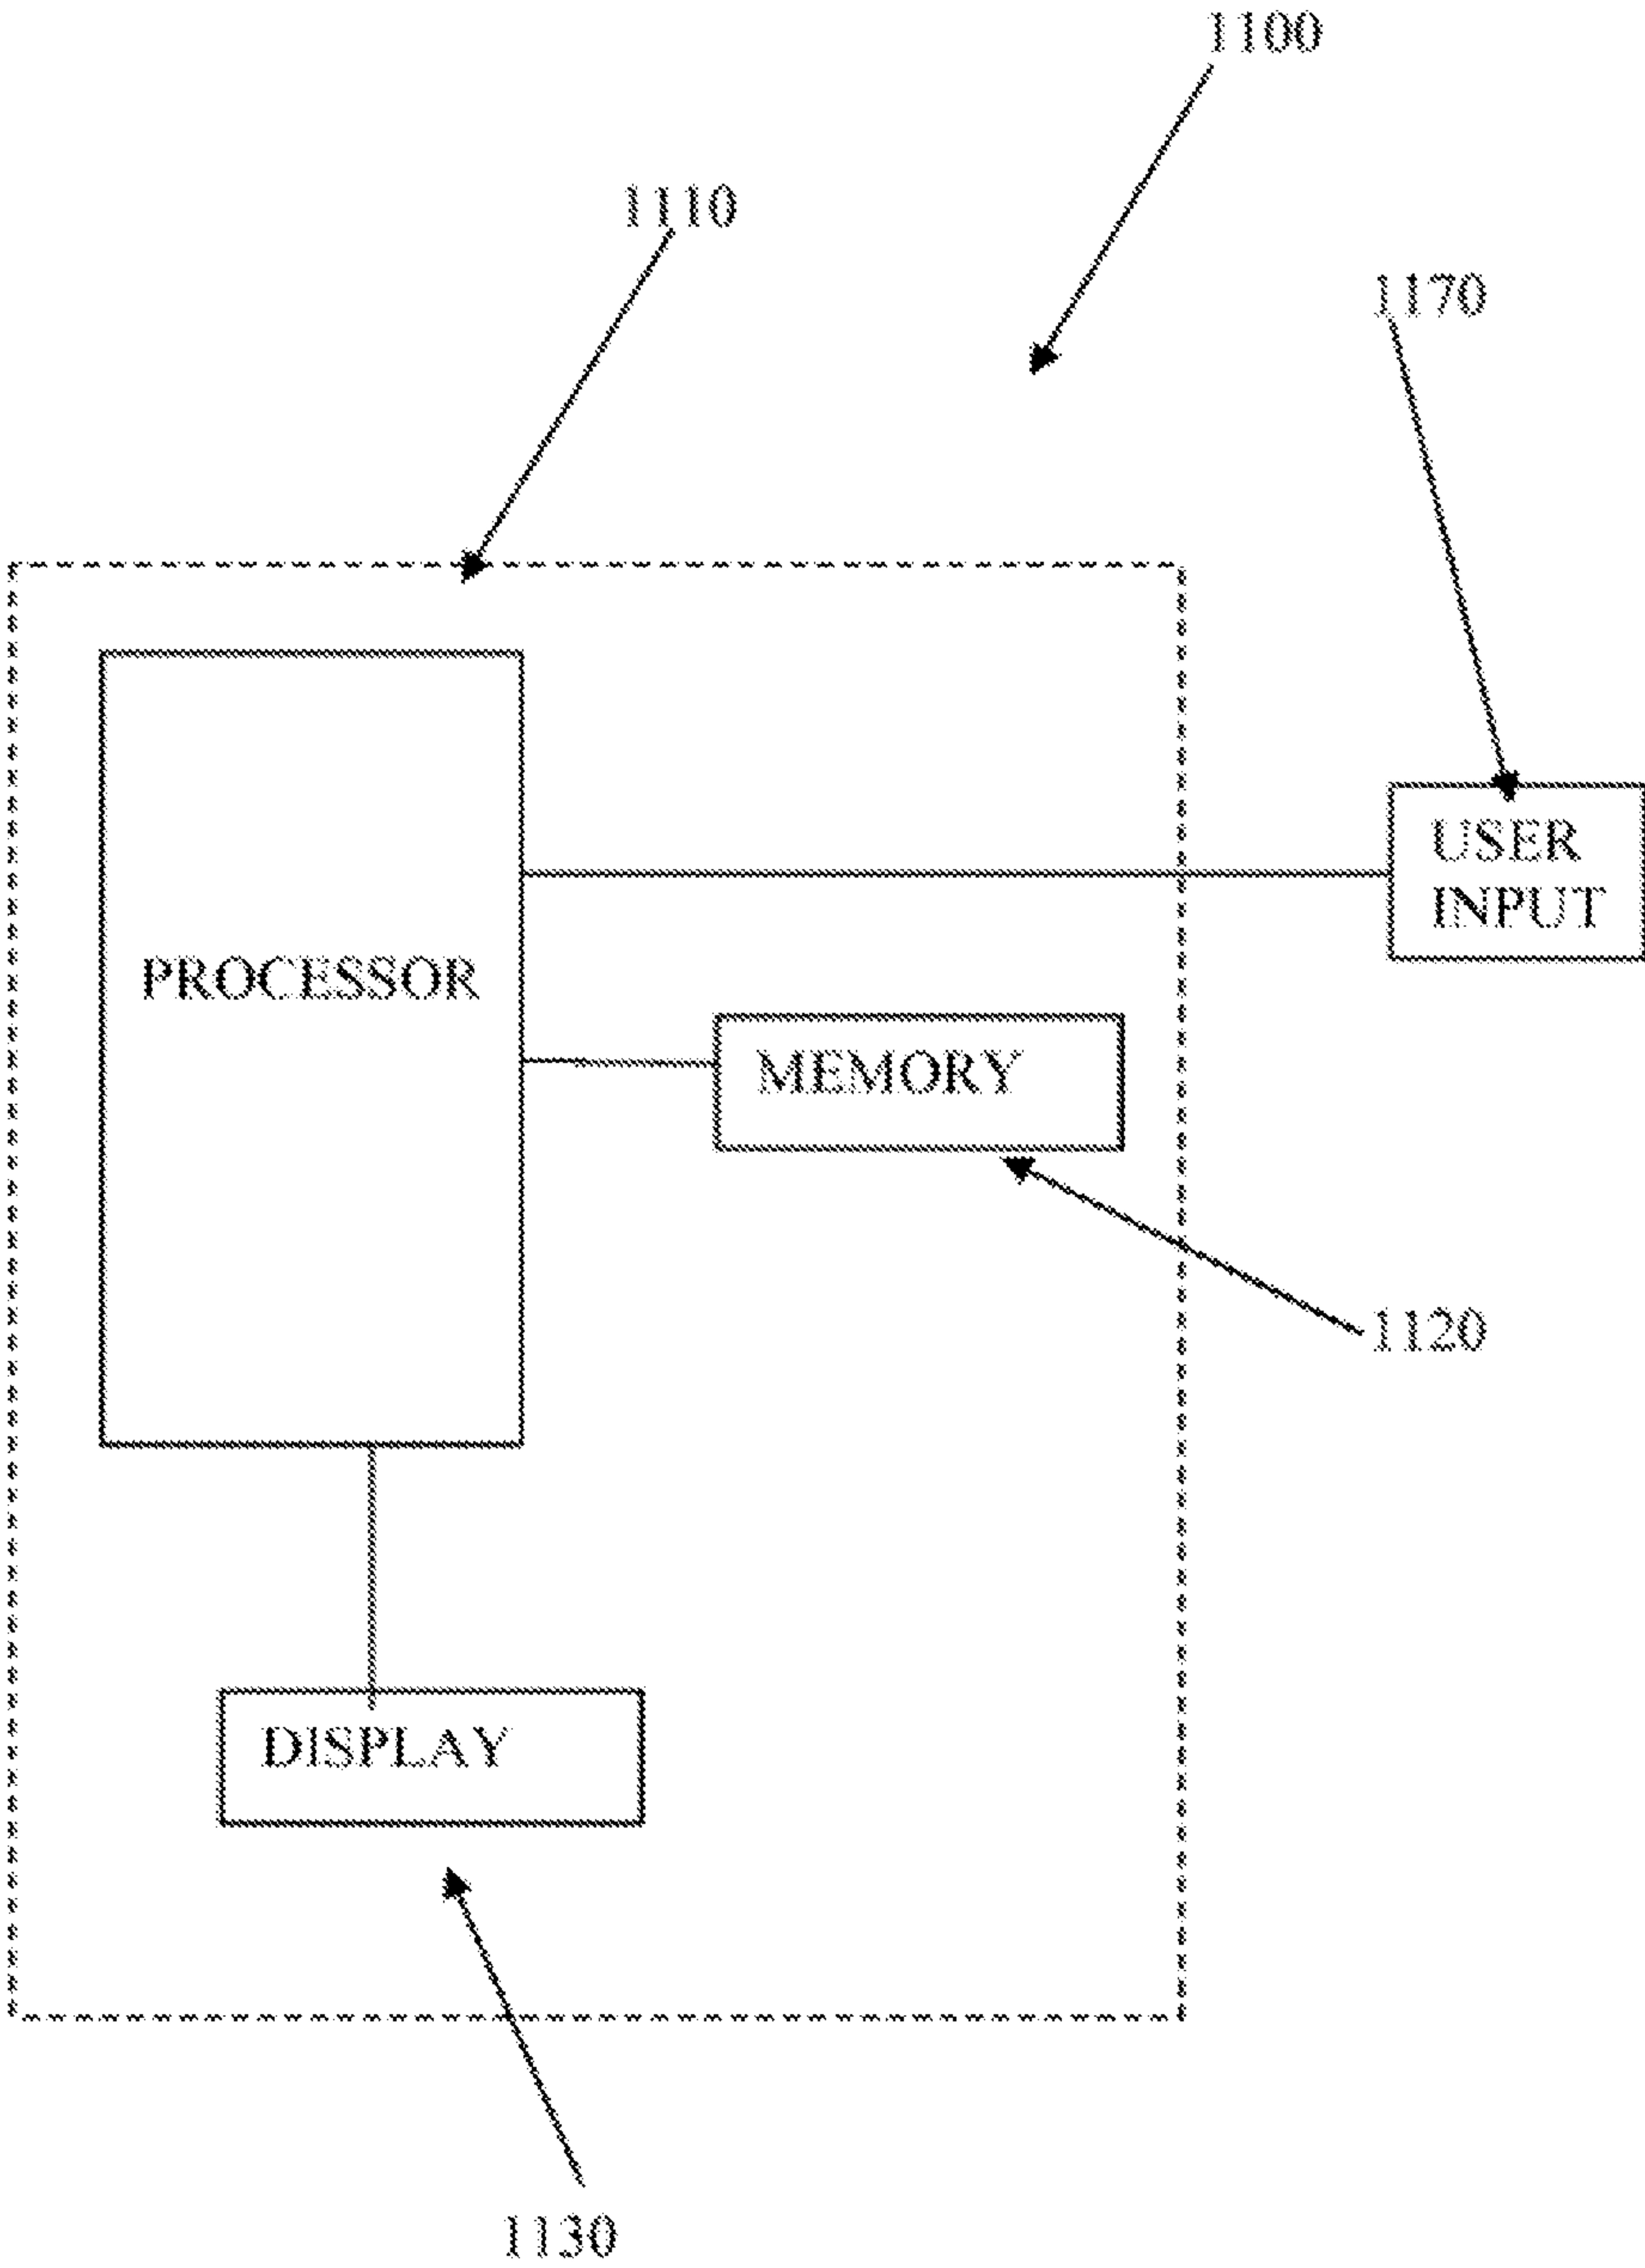 1100
1110
1170
USER
INPUT
PROCESSOR
MEMORY
1120
DISPLAY
1130